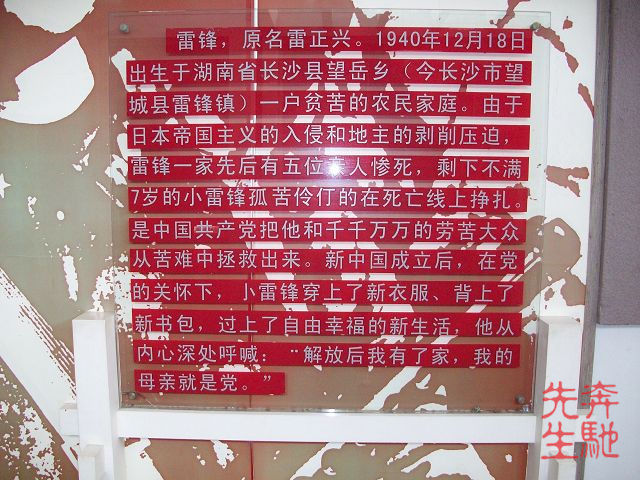 雷锋，原名雷正兴。1940年12月18日
出生于湖南省长沙县望岳乡（今长沙市望
城县雷锋镇）一户贫苦的农民家庭。由于
日本帝国主义的入侵和地主的剥削压迫，
雷锋一家先后有五位亲人惨死，剩下不满
7岁的小雷锋孤苦伶仃的在死亡线上挣扎。
是中国共产党把他和千千万万的劳苦大众
从苦难中拯救出来。新中国成立后，在党
的关怀下，小雷锋穿上了新衣服、背上了
新书包，过上了自由幸福的新生活，他从
内心深处呼喊：“解放后我有了家，我的
母亲就是党。”
奔馳
先生